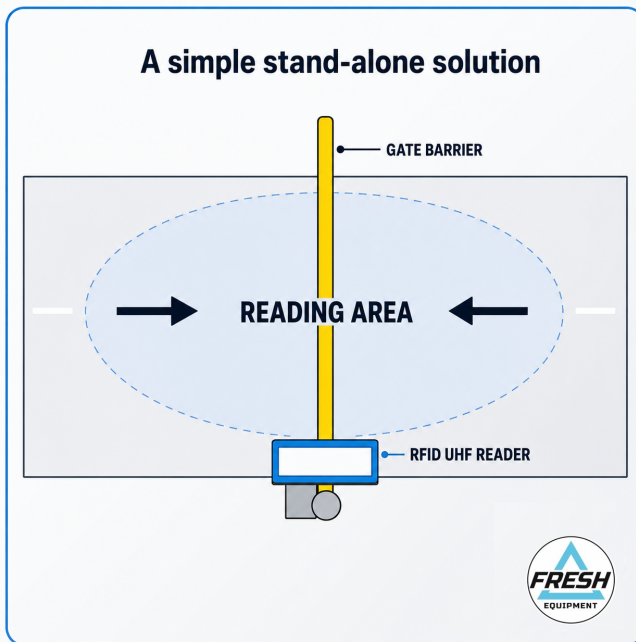 A simple stand-alone solution
GATE BARRIER
READING AREA
RFID UHF READER
FRESH
EQUIPMENT